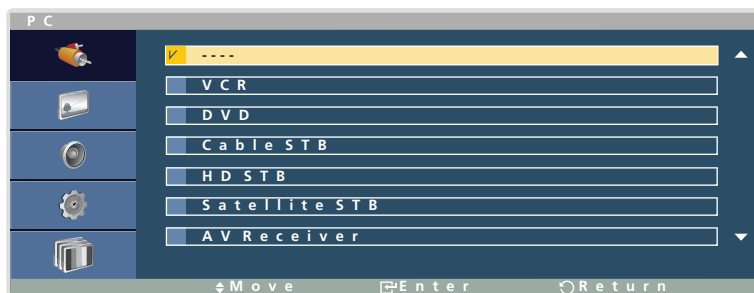 PC
----
VCR
DVD
Cable STB
HD STB
Satellite STB
AV Receiver
Move Enter Return